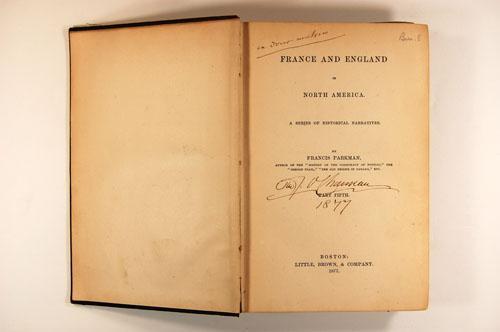 FRANCE AND ENGLAND
IN
NORTH AMERICA.
A SERIES OF HISTORICAL NARRATIVES.
BY
FRANCIS PARKMAN,
AUTHOR OF THE "HISTORY OF THE CONSPIRACY OF PONTIAC," THE
"OREGON TRAIL," "THE OLD RÉGIME IN CANADA," ETC.
PART FIFTH.
1877
BOSTON:
LITTLE, BROWN, & COMPANY.
1877.